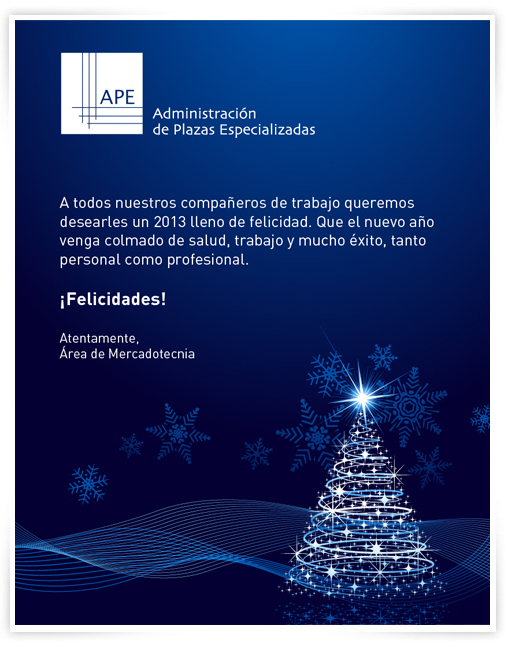 APE
Administración
de Plazas Especializadas
A todos nuestros compañeros de trabajo queremos
desearles un 2013 lleno de felicidad. Que el nuevo año
venga colmado de salud, trabajo y mucho éxito, tanto
personal como profesional.
¡Felicidades!
Atentamente,
Área de Mercadotecnia